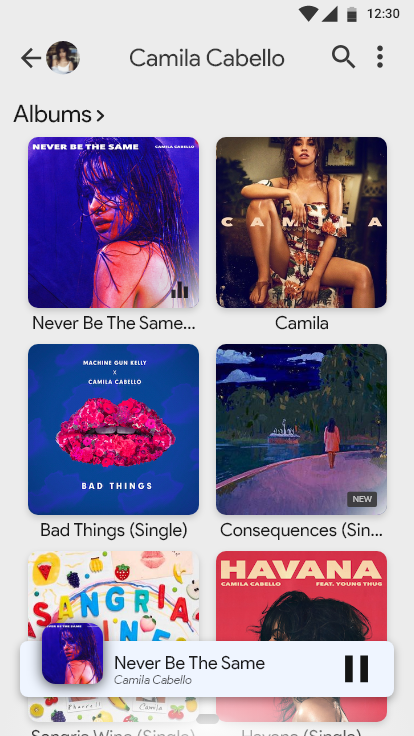 12:30
Camila Cabello
Albums
NEVER BE THE SAME
CAMILA CABELLO
CAMILA
Never Be The Same...
Camila
MACHINE GUN KELLY
X
CAMILA CABELLO
BAD THINGS
NEW
Bad Things (Single)
Consequences (Sin...
SANGRIA
WINE
HAVANA
CAMILA CABELLO
FEAT. YOUNG THUG
Never Be The Same
Camila Cabello
Pharrell
Camila
Sangria Wine (Single)
Havana (Single)